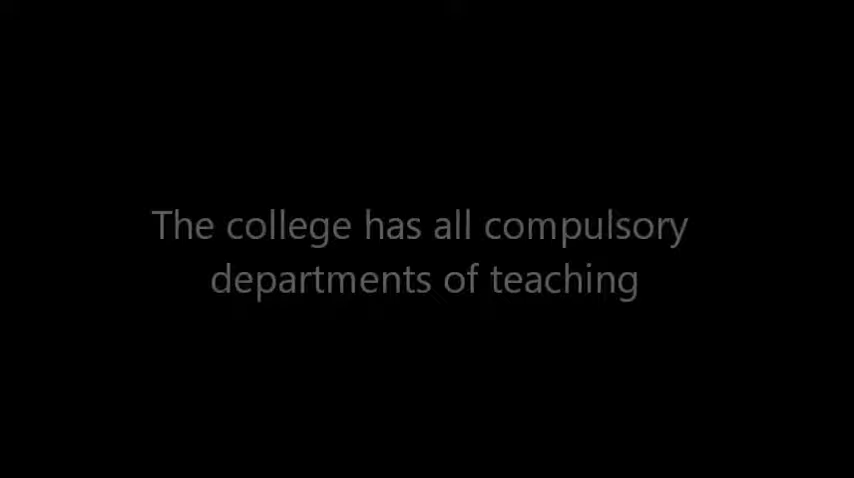 The college has all compulsory
departments of teaching